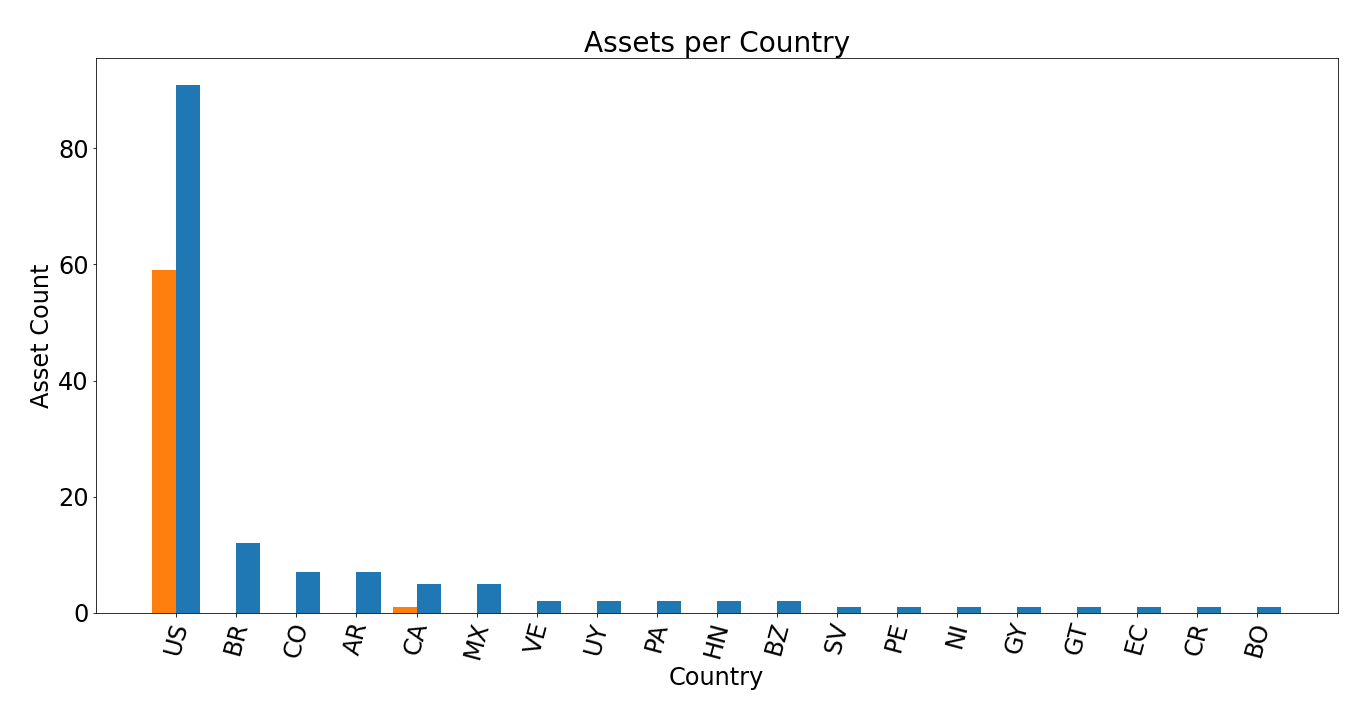 Assets per Country
Asset Count
80
60
40
20
0
US BR CO AR CA MX VE UY PA HN BZ SV PE NI GY GT EC CR BO
Country